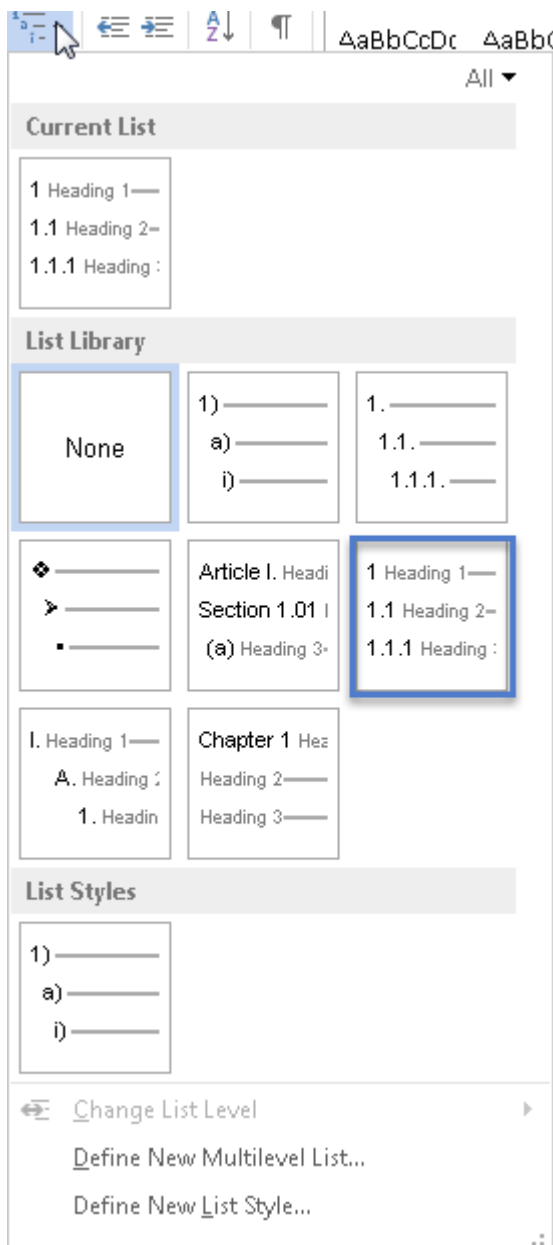 AaBbCcDc AaBb
All
Current List
1 Heading 1
1.1 Heading 2
1.1.1 Heading
List Library
None
1)
a)
i)
1.
1.1.
1.1.1.
Article I. Headi
Section 1.01
(a) Heading 3
1 Heading 1
1.1 Heading 2
1.1.1 Heading
I. Heading 1
A. Heading
1. Headin
Chapter 1 Hea
Heading 2
Heading 3
List Styles
1)
a)
i)
Change List Level
Define New Multilevel List...
Define New List Style...